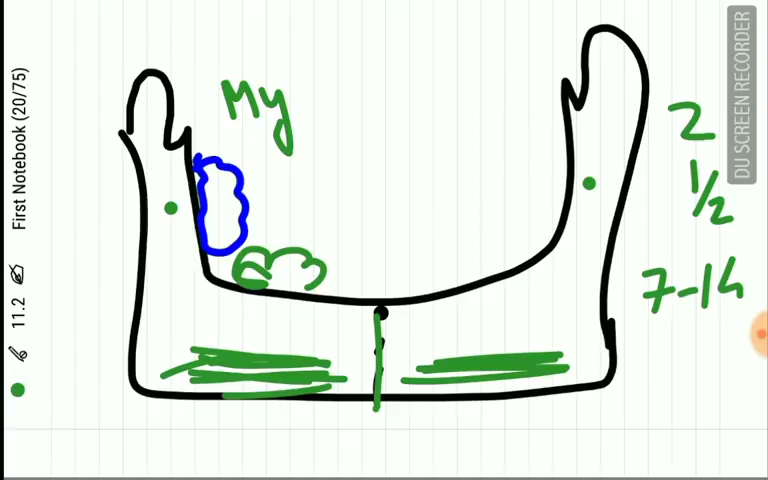 First Notebook (20/75)
11.2
My
2
1/2
7-14
DU SCREEN RECORDER